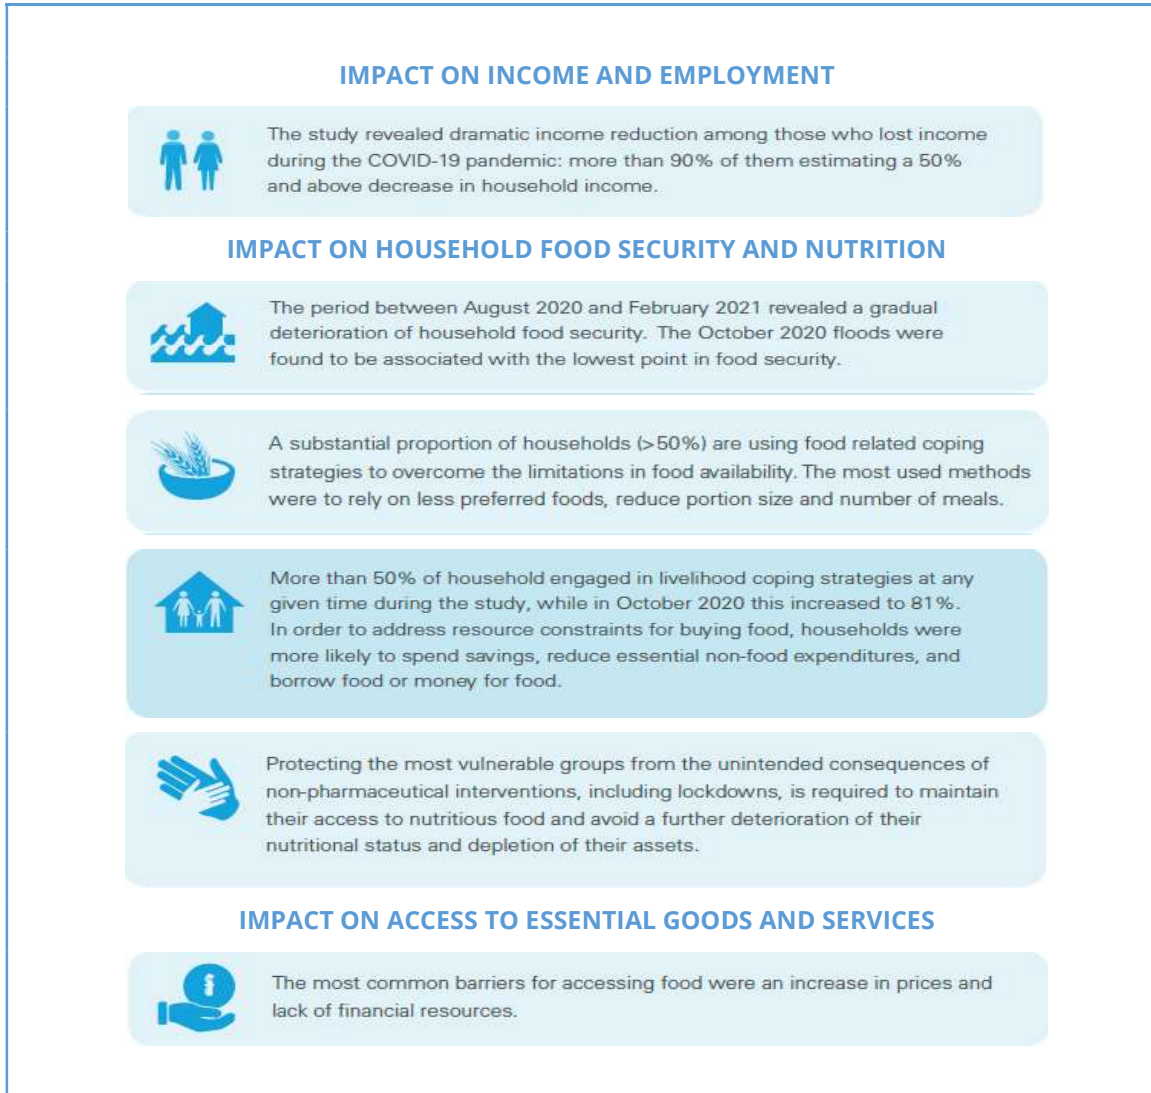 IMPACT ON INCOME AND EMPLOYMENT
The study revealed dramatic income reduction among those who lost income
during the COVID-19 pandemic: more than 90% of them estimating a 50%
and above decrease in household income.
IMPACT ON HOUSEHOLD FOOD SECURITY AND NUTRITION
The period between August 2020 and February 2021 revealed a gradual
deterioration of household food security. The October 2020 floods were
found to be associated with the lowest point in food security.
A substantial proportion of households (>50%) are using food related coping
strategies to overcome the limitations in food availability. The most used methods
were to rely on less preferred foods, reduce portion size and number of meals.
More than 50% of household engaged in livelihood coping strategies at any
given time during the study, while in October 2020 this increased to 81%.
In order to address resource constraints for buying food, households were
more likely to spend savings, reduce essential non-food expenditures, and
borrow food or money for food.
Protecting the most vulnerable groups from the unintended consequences of
non-pharmaceutical interventions, including lockdowns, is required to maintain
their access to nutritious food and avoid a further deterioration of their
nutritional status and depletion of their assets.
IMPACT ON ACCESS TO ESSENTIAL GOODS AND SERVICES
The most common barriers for accessing food were an increase in prices and
lack of financial resources.